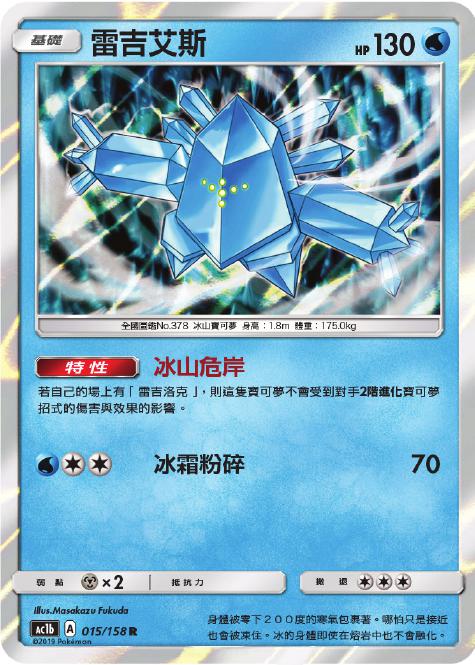 基礎 雷吉艾斯 HP 130
全國圖鑑No.378 冰山寶可夢 身高：1.8m 體重：175.0kg
特性 冰山危岸
若自己的場上有「雷吉洛克」，則這隻寶可夢不會受到對手2階進化寶可夢
招式的傷害與效果的影響。
冰霜粉碎 70
弱點 ×2 抵抗力 撤退
Illus.Masakazu Fukuda
AC1b A 015/158 R
©2019 Pokémon
身體被零下２００度的寒氣包裹著。哪怕只是接近
也會被凍住。冰的身體即使在熔岩中也不會融化。